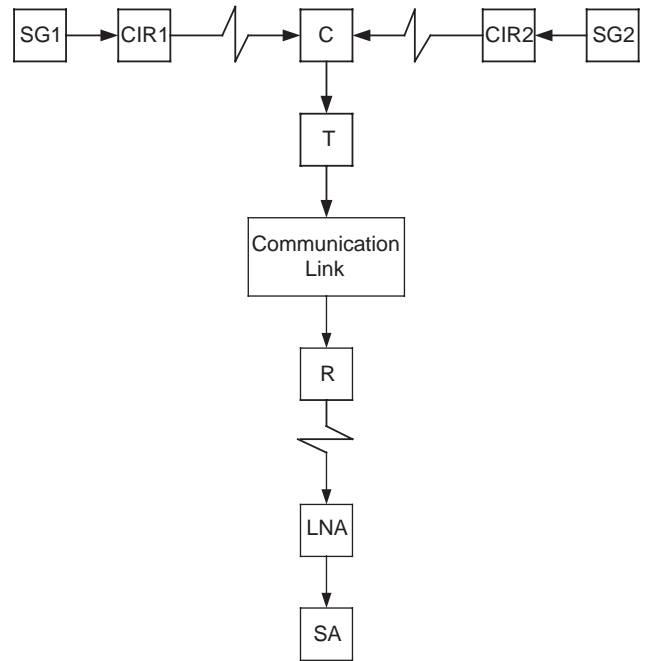 SG1
CIR1
C
CIR2
SG2
T
Communication
Link
R
LNA
SA